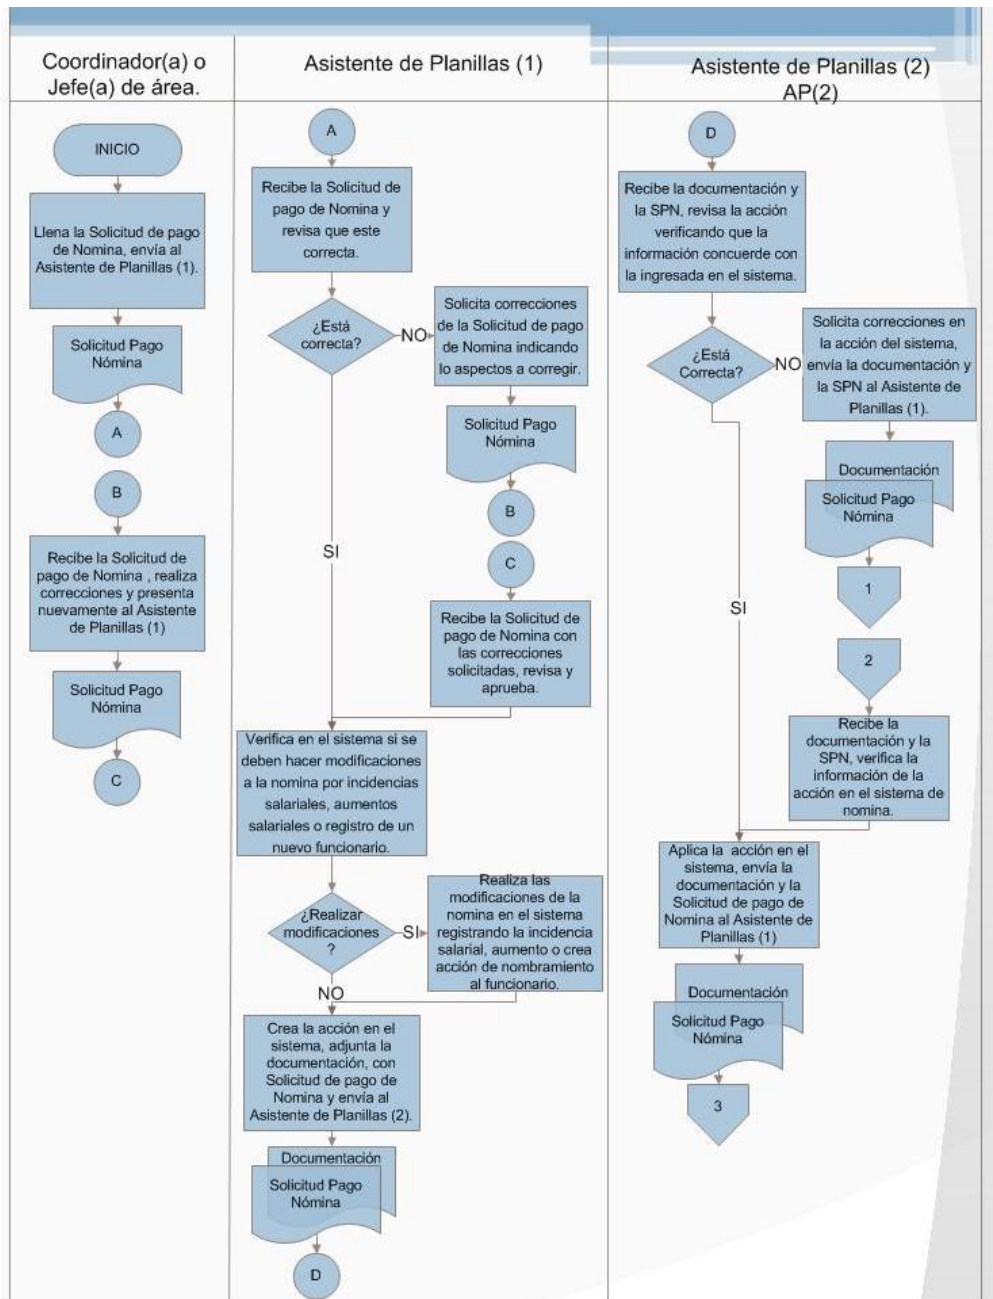 Coordinador(a) o
Jefe(a) de área.
INICIO
Llena la Solicitud de pago
de Nomina, envía al
Asistente de Planillas (1).
Solicitud Pago
Nómina
A
B
Recibe la Solicitud de
pago de Nomina , realiza
correcciones y presenta
nuevamente al Asistente
de Planillas (1)
Solicitud Pago
Nómina
C
Asistente de Planillas (1)
A
Recibe la Solicitud de
pago de Nomina y
revisa que este
correcta.
¿Está
correcta?
NO
Solicita correcciones
de la Solicitud de pago
de Nomina indicando
lo aspectos a corregir.
Solicitud Pago
Nómina
B
C
SI
Recibe la Solicitud de
pago de Nomina con
las correcciones
solicitadas, revisa y
aprueba.
Verifica en el sistema si se
deben hacer modificaciones
a la nomina por incidencias
salariales, aumentos
salariales o registro de un
nuevo funcionario.
¿Realizar
modificaciones
?
SI
Realiza las
modificaciones de la
nomina en el sistema
registrando la incidencia
salarial, aumento o crea
acción de nombramiento
al funcionario.
NO
Crea la acción en el
sistema, adjunta la
documentación, con
Solicitud de pago de
Nomina y envía al
Asistente de Planillas (2).
Documentación
Solicitud Pago
Nómina
D
Asistente de Planillas (2)
AP(2)
D
Recibe la documentación y
la SPN, revisa la acción
verificando que la
información concuerde con
la ingresada en el sistema.
¿Está
Correcta?
NO
Solicita correcciones en
la acción del sistema,
envía la documentación y
la SPN al Asistente de
Planillas (1).
Documentación
Solicitud Pago
Nómina
1
SI
2
Recibe la
documentación y la
SPN, verifica la
información de la
acción en el sistema de
nomina.
Aplica la acción en el
sistema, envía la
documentación y la
Solicitud de pago de
Nomina al Asistente de
Planillas (1)
Documentación
Solicitud Pago
Nómina
3